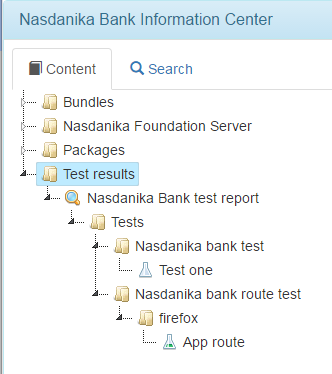 Nasdanika Bank Information Center
Content Search
Bundles
Nasdanika Foundation Server
Packages
Test results
Nasdanika Bank test report
Tests
Nasdanika bank test
Test one
Nasdanika bank route test
firefox
App route